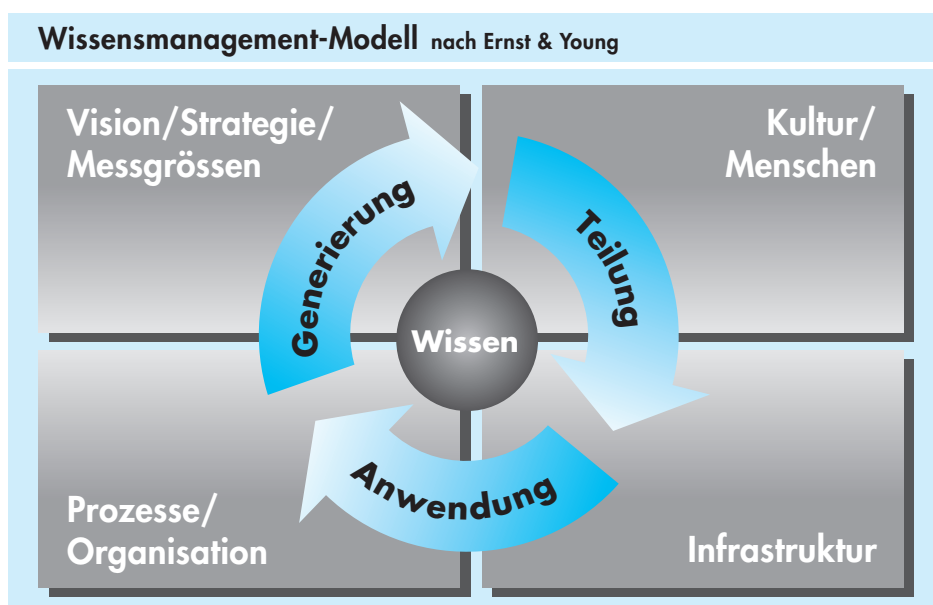 Wissensmanagement-Modell nach Ernst & Young
Vision/Strategie/
Messgrössen
Kultur/
Menschen
Generierung
Teilung
Wissen
Anwendung
Prozesse/
Organisation
Infrastruktur